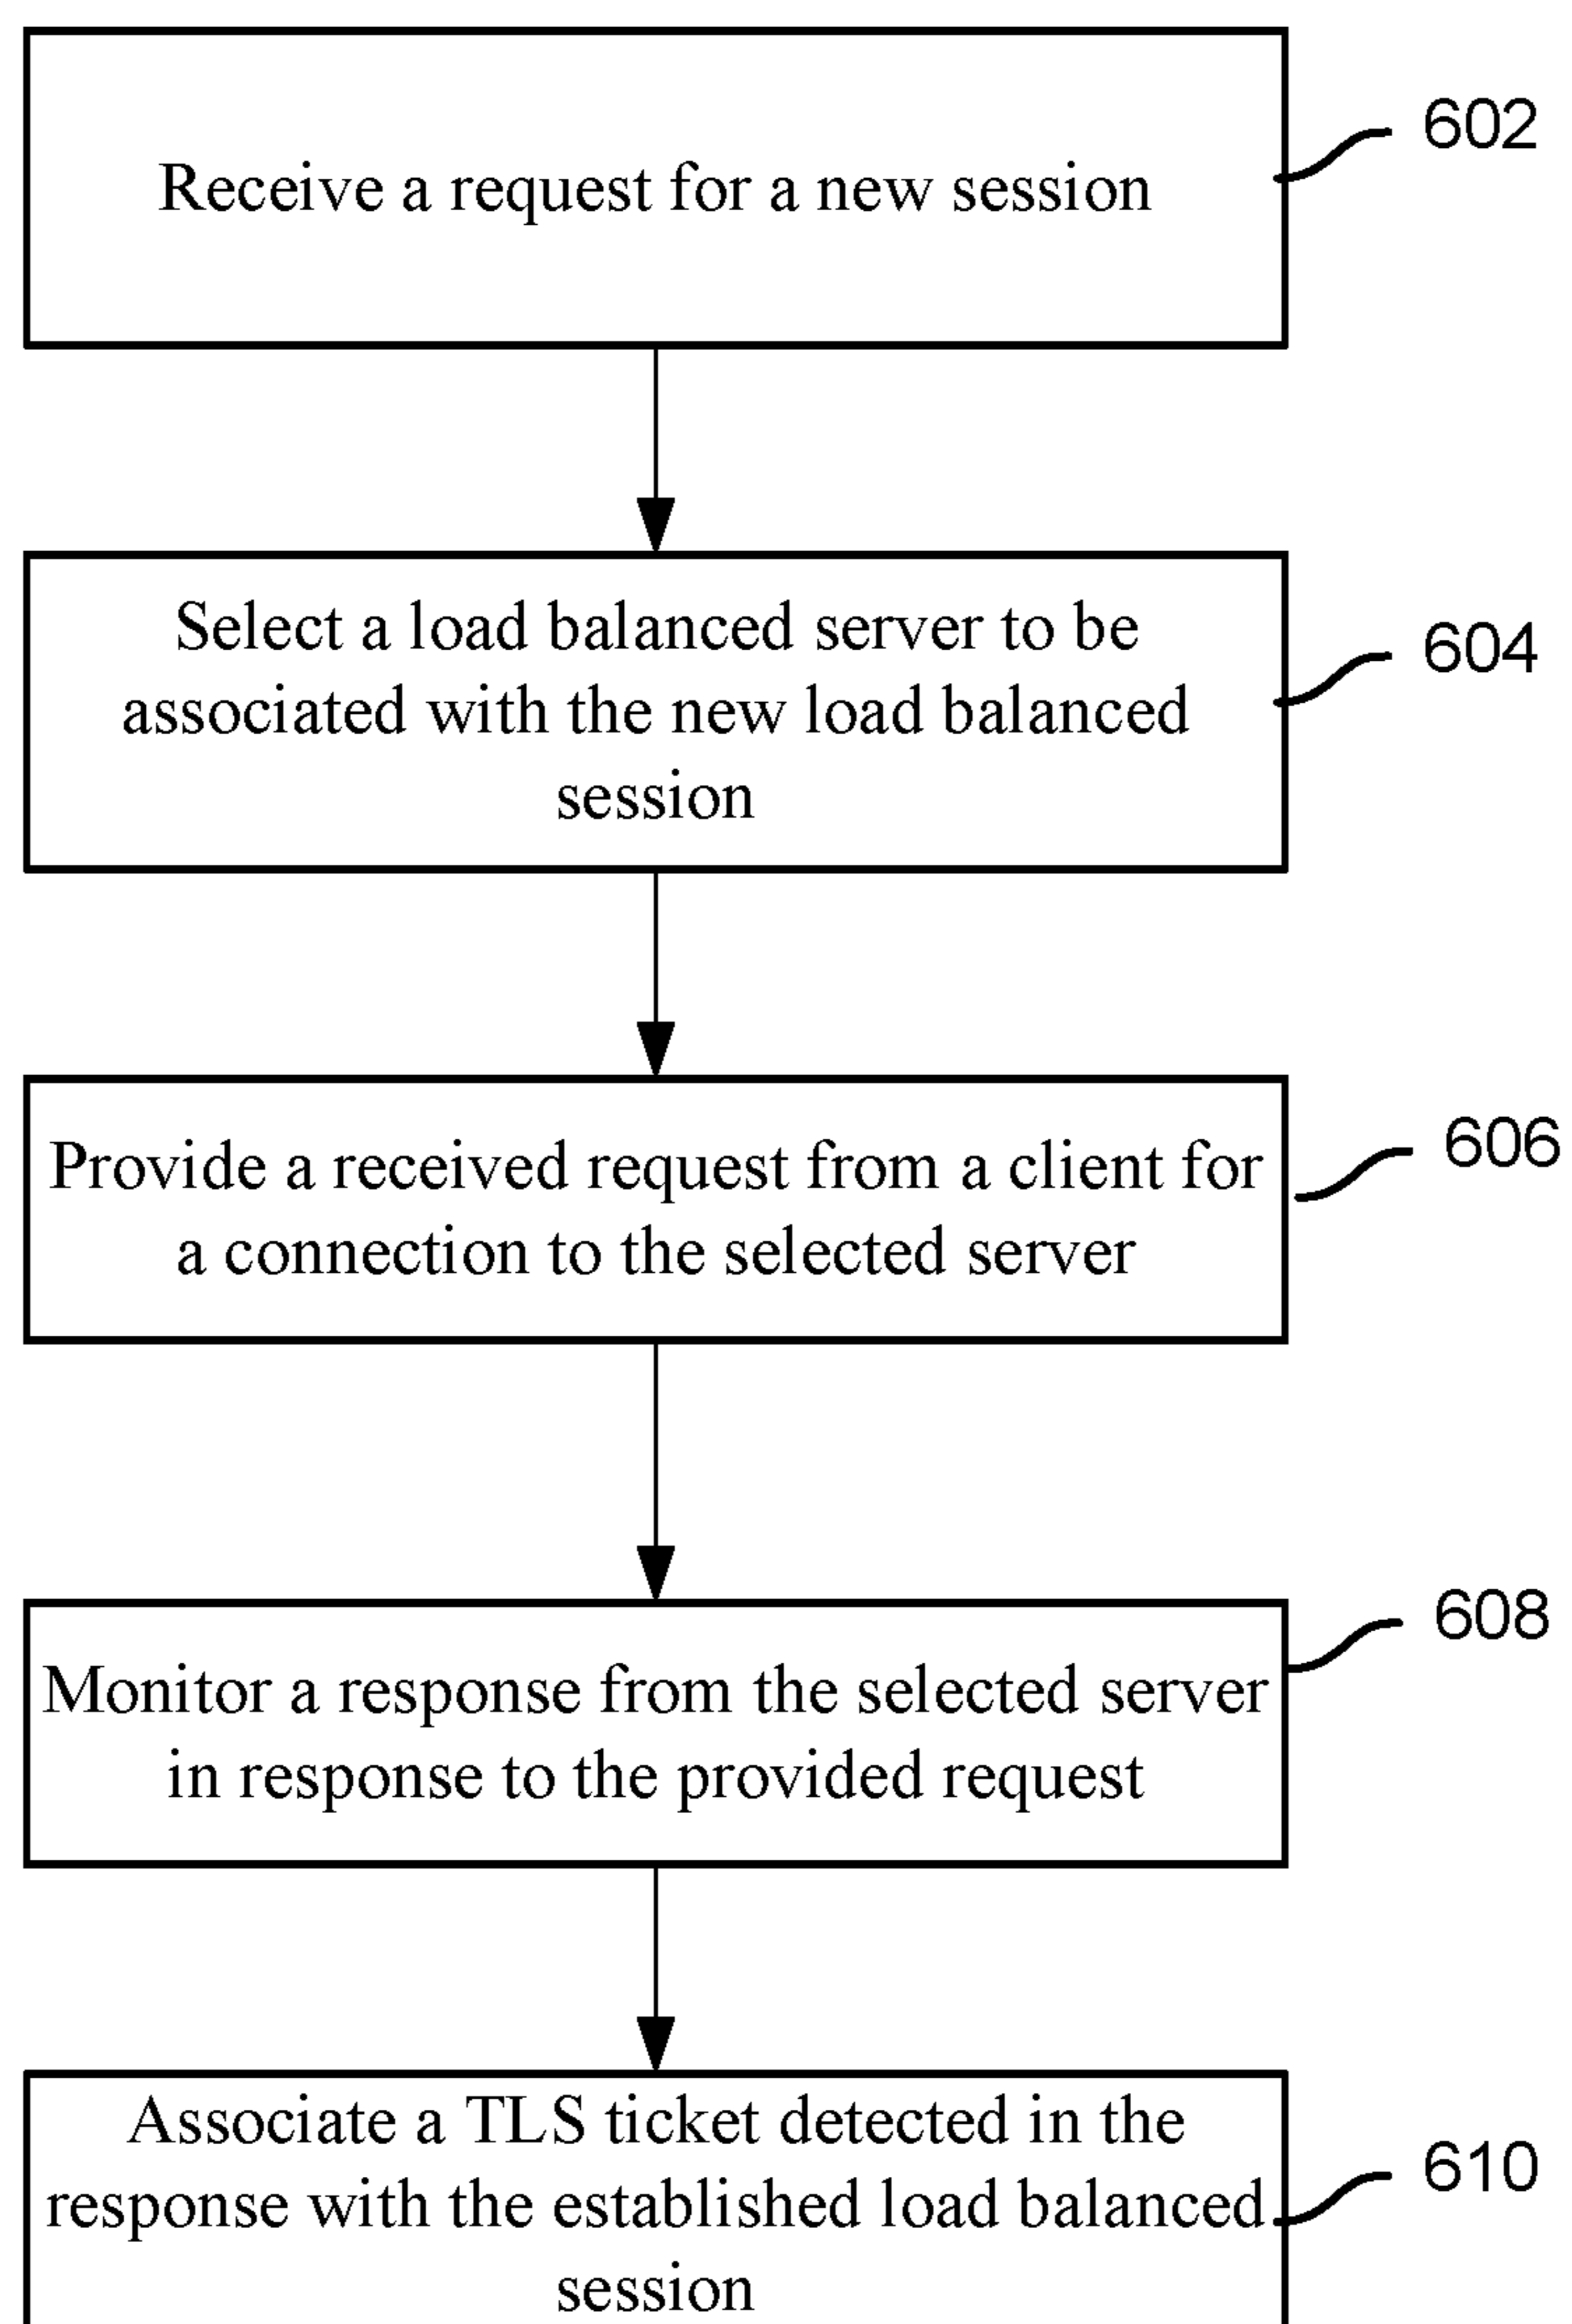 Receive a request for a new session
602
Select a load balanced server to be
associated with the new load balanced
session
604
Provide a received request from a client for
a connection to the selected server
606
Monitor a response from the selected server
in response to the provided request
608
Associate a TLS ticket detected in the
response with the established load balanced
session
610